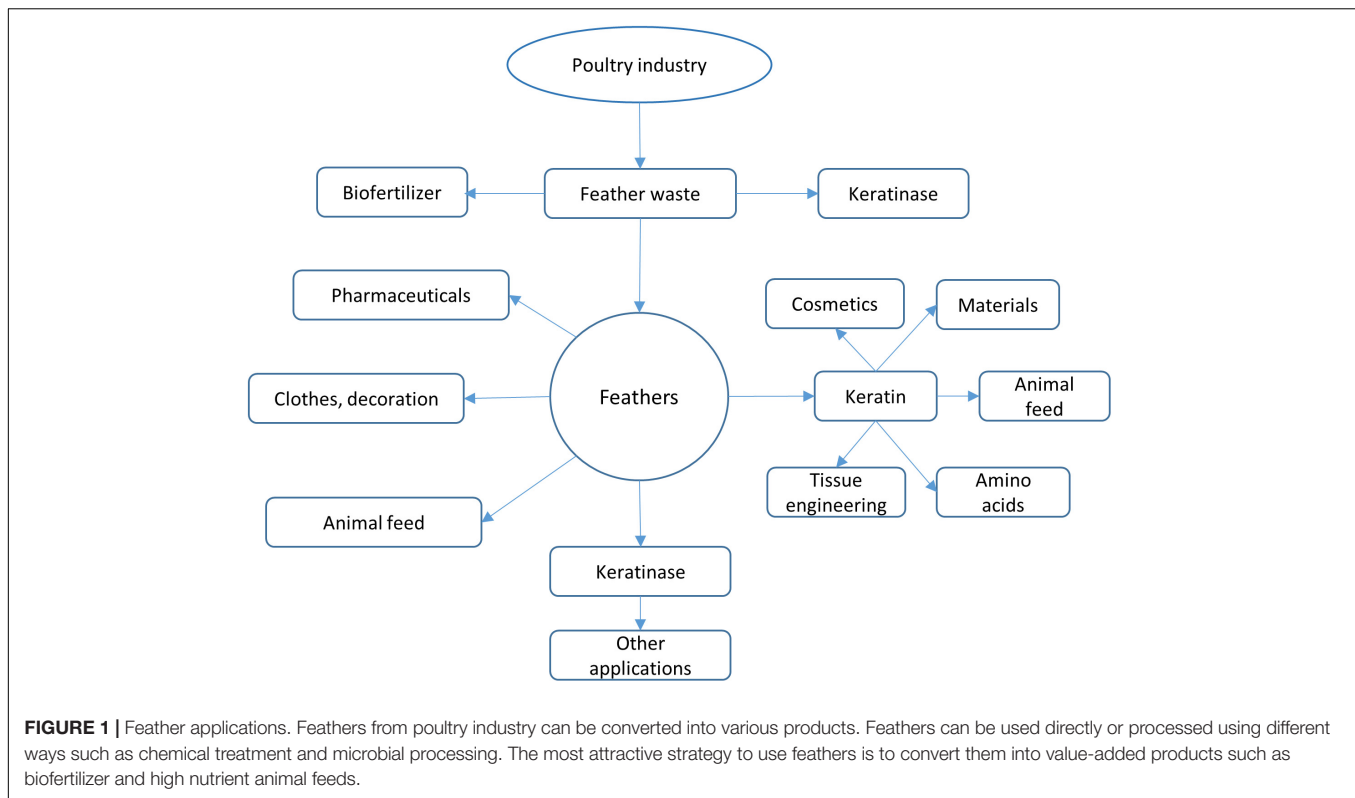 Poultry industry
Biofertilizer
Feather waste
Keratinase
Pharmaceuticals
Cosmetics
Materials
Clothes, decoration
Feathers
Keratin
Animal
feed
Tissue
engineering
Amino
acids
Animal feed
Keratinase
Other
applications
FIGURE 1 | Feather applications. Feathers from poultry industry can be converted into various products. Feathers can be used directly or processed using different
ways such as chemical treatment and microbial processing. The most attractive strategy to use feathers is to convert them into value-added products such as
biofertilizer and high nutrient animal feeds.